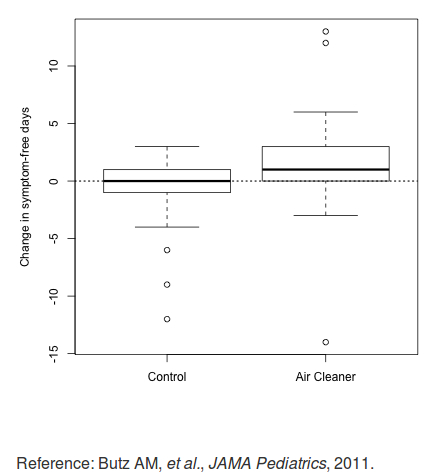 Change in symptom-free days
10
5
0
-5
-10
-15
Control Air Cleaner
Reference: Butz AM, et al., JAMA Pediatrics, 2011.